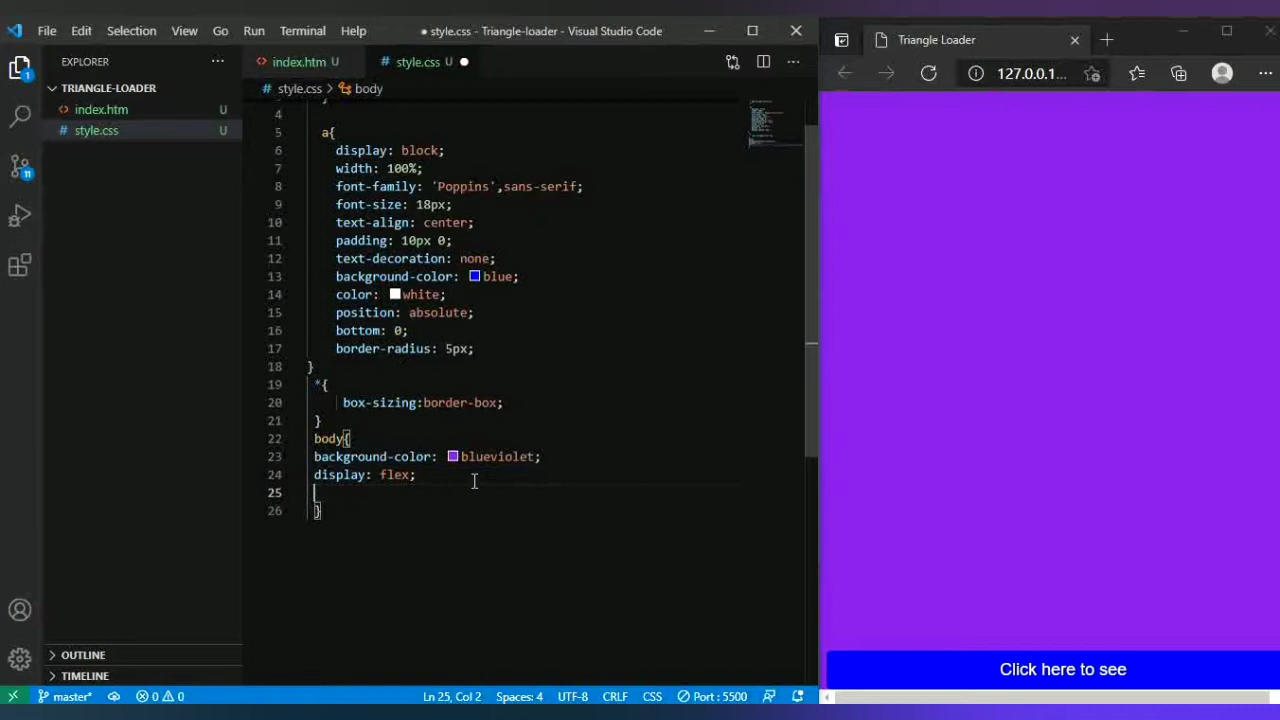 File Edit Selection View Go Run Terminal Help
● style.css - Triangle-loader - Visual Studio Code
EXPLORER
TRIANGLE-LOADER
index.htm U
style.css U
OUTLINE
TIMELINE
index.htm U
style.css U
style.css > body
4
5 a{
6 display: block;
7 width: 100%;
8 font-family: 'Poppins',sans-serif;
9 font-size: 18px;
10 text-align: center;
11 padding: 10px 0;
12 text-decoration: none;
13 background-color: blue;
14 color: white;
15 position: absolute;
16 bottom: 0;
17 border-radius: 5px;
18 }
19 *{
20 box-sizing:border-box;
21 }
22 body{
23 background-color: blueviolet;
24 display: flex;
25
26 }
1
11
master* 0 0 Ln 25, Col 2 Spaces: 4 UTF-8 CRLF CSS Port : 5500
Triangle Loader
127.0.0.1...
Click here to see